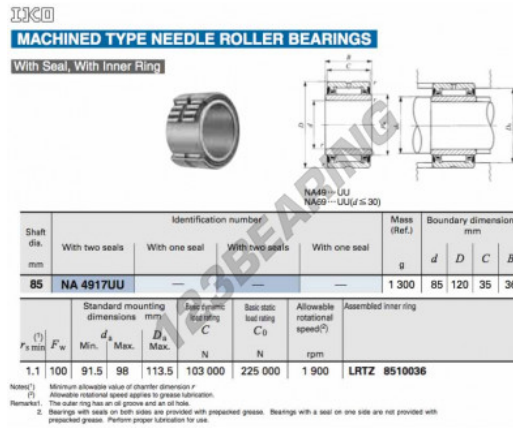 IKO
MACHINED TYPE NEEDLE ROLLER BEARINGS
With Seal, With Inner Ring
B
C
r
D
d
NA49…UU
NA69…UU(d≦30)
123BEARING
Shaft dia. mm
Identification number
With two seals With one seal With two seals With one seal
Mass (Ref.) g
Boundary dimension mm
d D C B
85 NA 4917UU — — — 1 300 85 120 35 36
(1) rs min Fw
Standard mounting dimensions mm
da Min. Max. Da Max.
Basic dynamic load rating C N
Basic static load rating C0 N
Allowable rotational speed(2) rpm
Assembled inner ring
1.1 100 91.5 98 113.5 103 000 225 000 1 900 LRTZ 8510036
Notes(1) Minimum allowable value of chamfer dimension r
(2) Allowable rotational speed applies to grease lubrication.
Remarks1. The outer ring has an oil groove and an oil hole.
2. Bearings with seals on both sides are provided with prepacked grease. Bearings with a seal on one side are not provided with
prepacked grease. Perform proper lubrication for use.